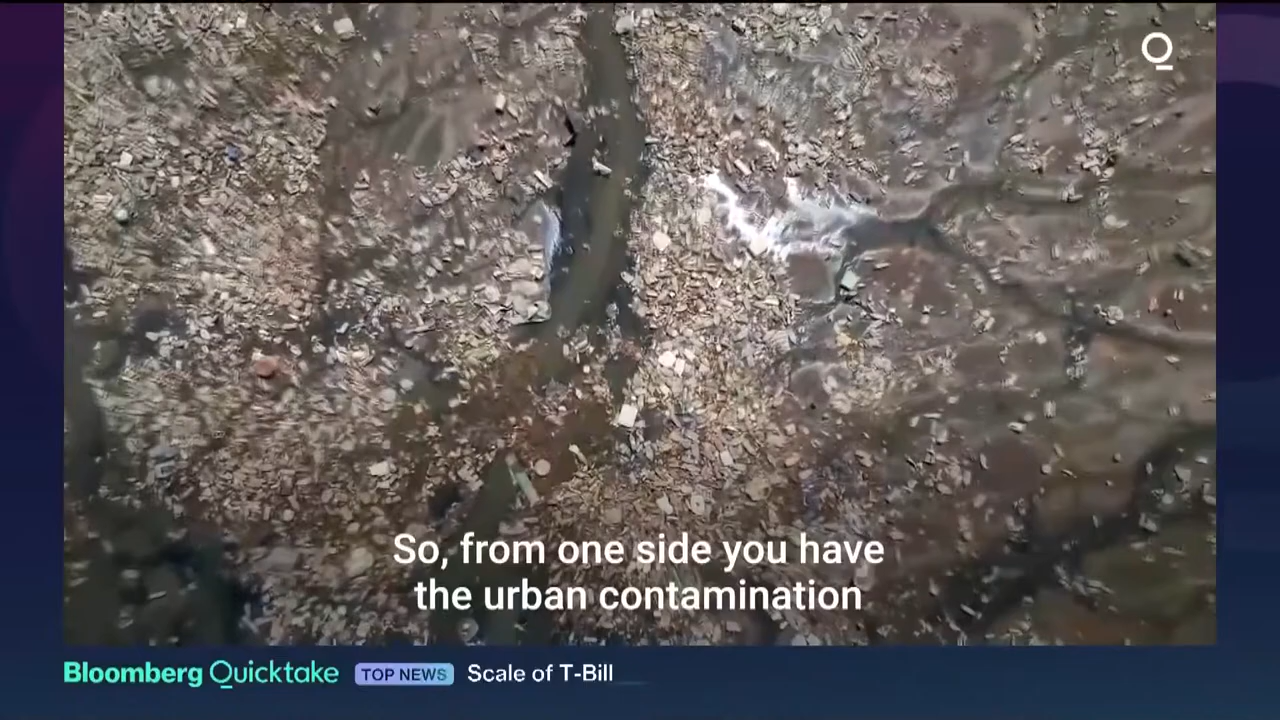 So, from one side you have
the urban contamination
Bloomberg Quicktake TOP NEWS Scale of T-Bill